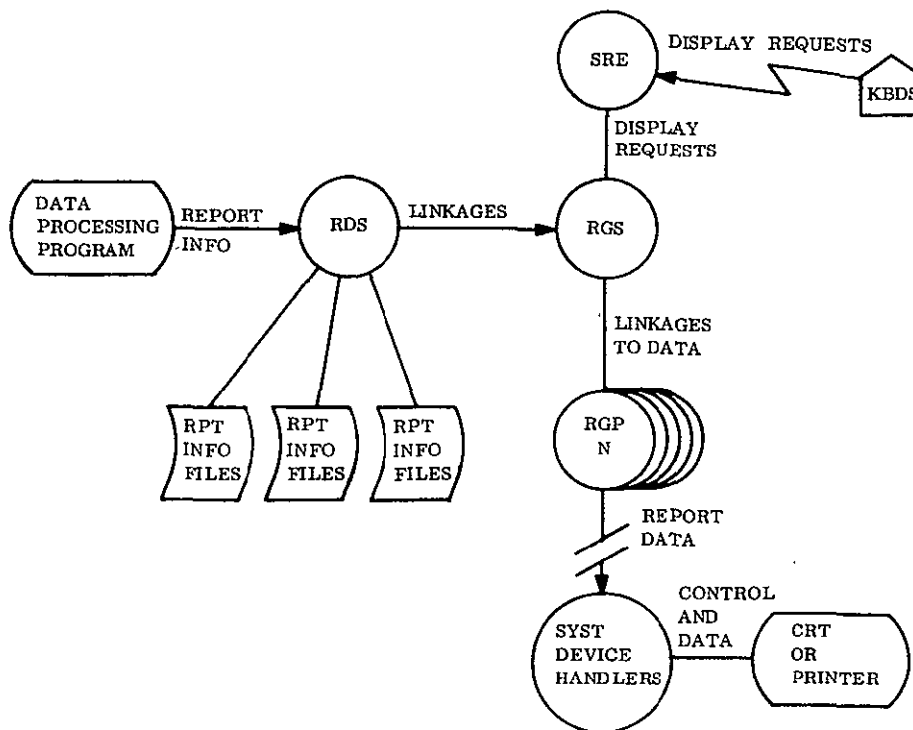 DISPLAY REQUESTS
SRE
KBDS
DISPLAY
REQUESTS
DATA
PROCESSING
PROGRAM
REPORT
INFO
RDS
LINKAGES
RGS
LINKAGES
TO DATA
RPT
INFO
FILES
RPT
INFO
FILES
RPT
INFO
FILES
RGP
N
REPORT
DATA
CONTROL
AND
DATA
SYST
DEVICE
HANDLERS
CRT
OR
PRINTER